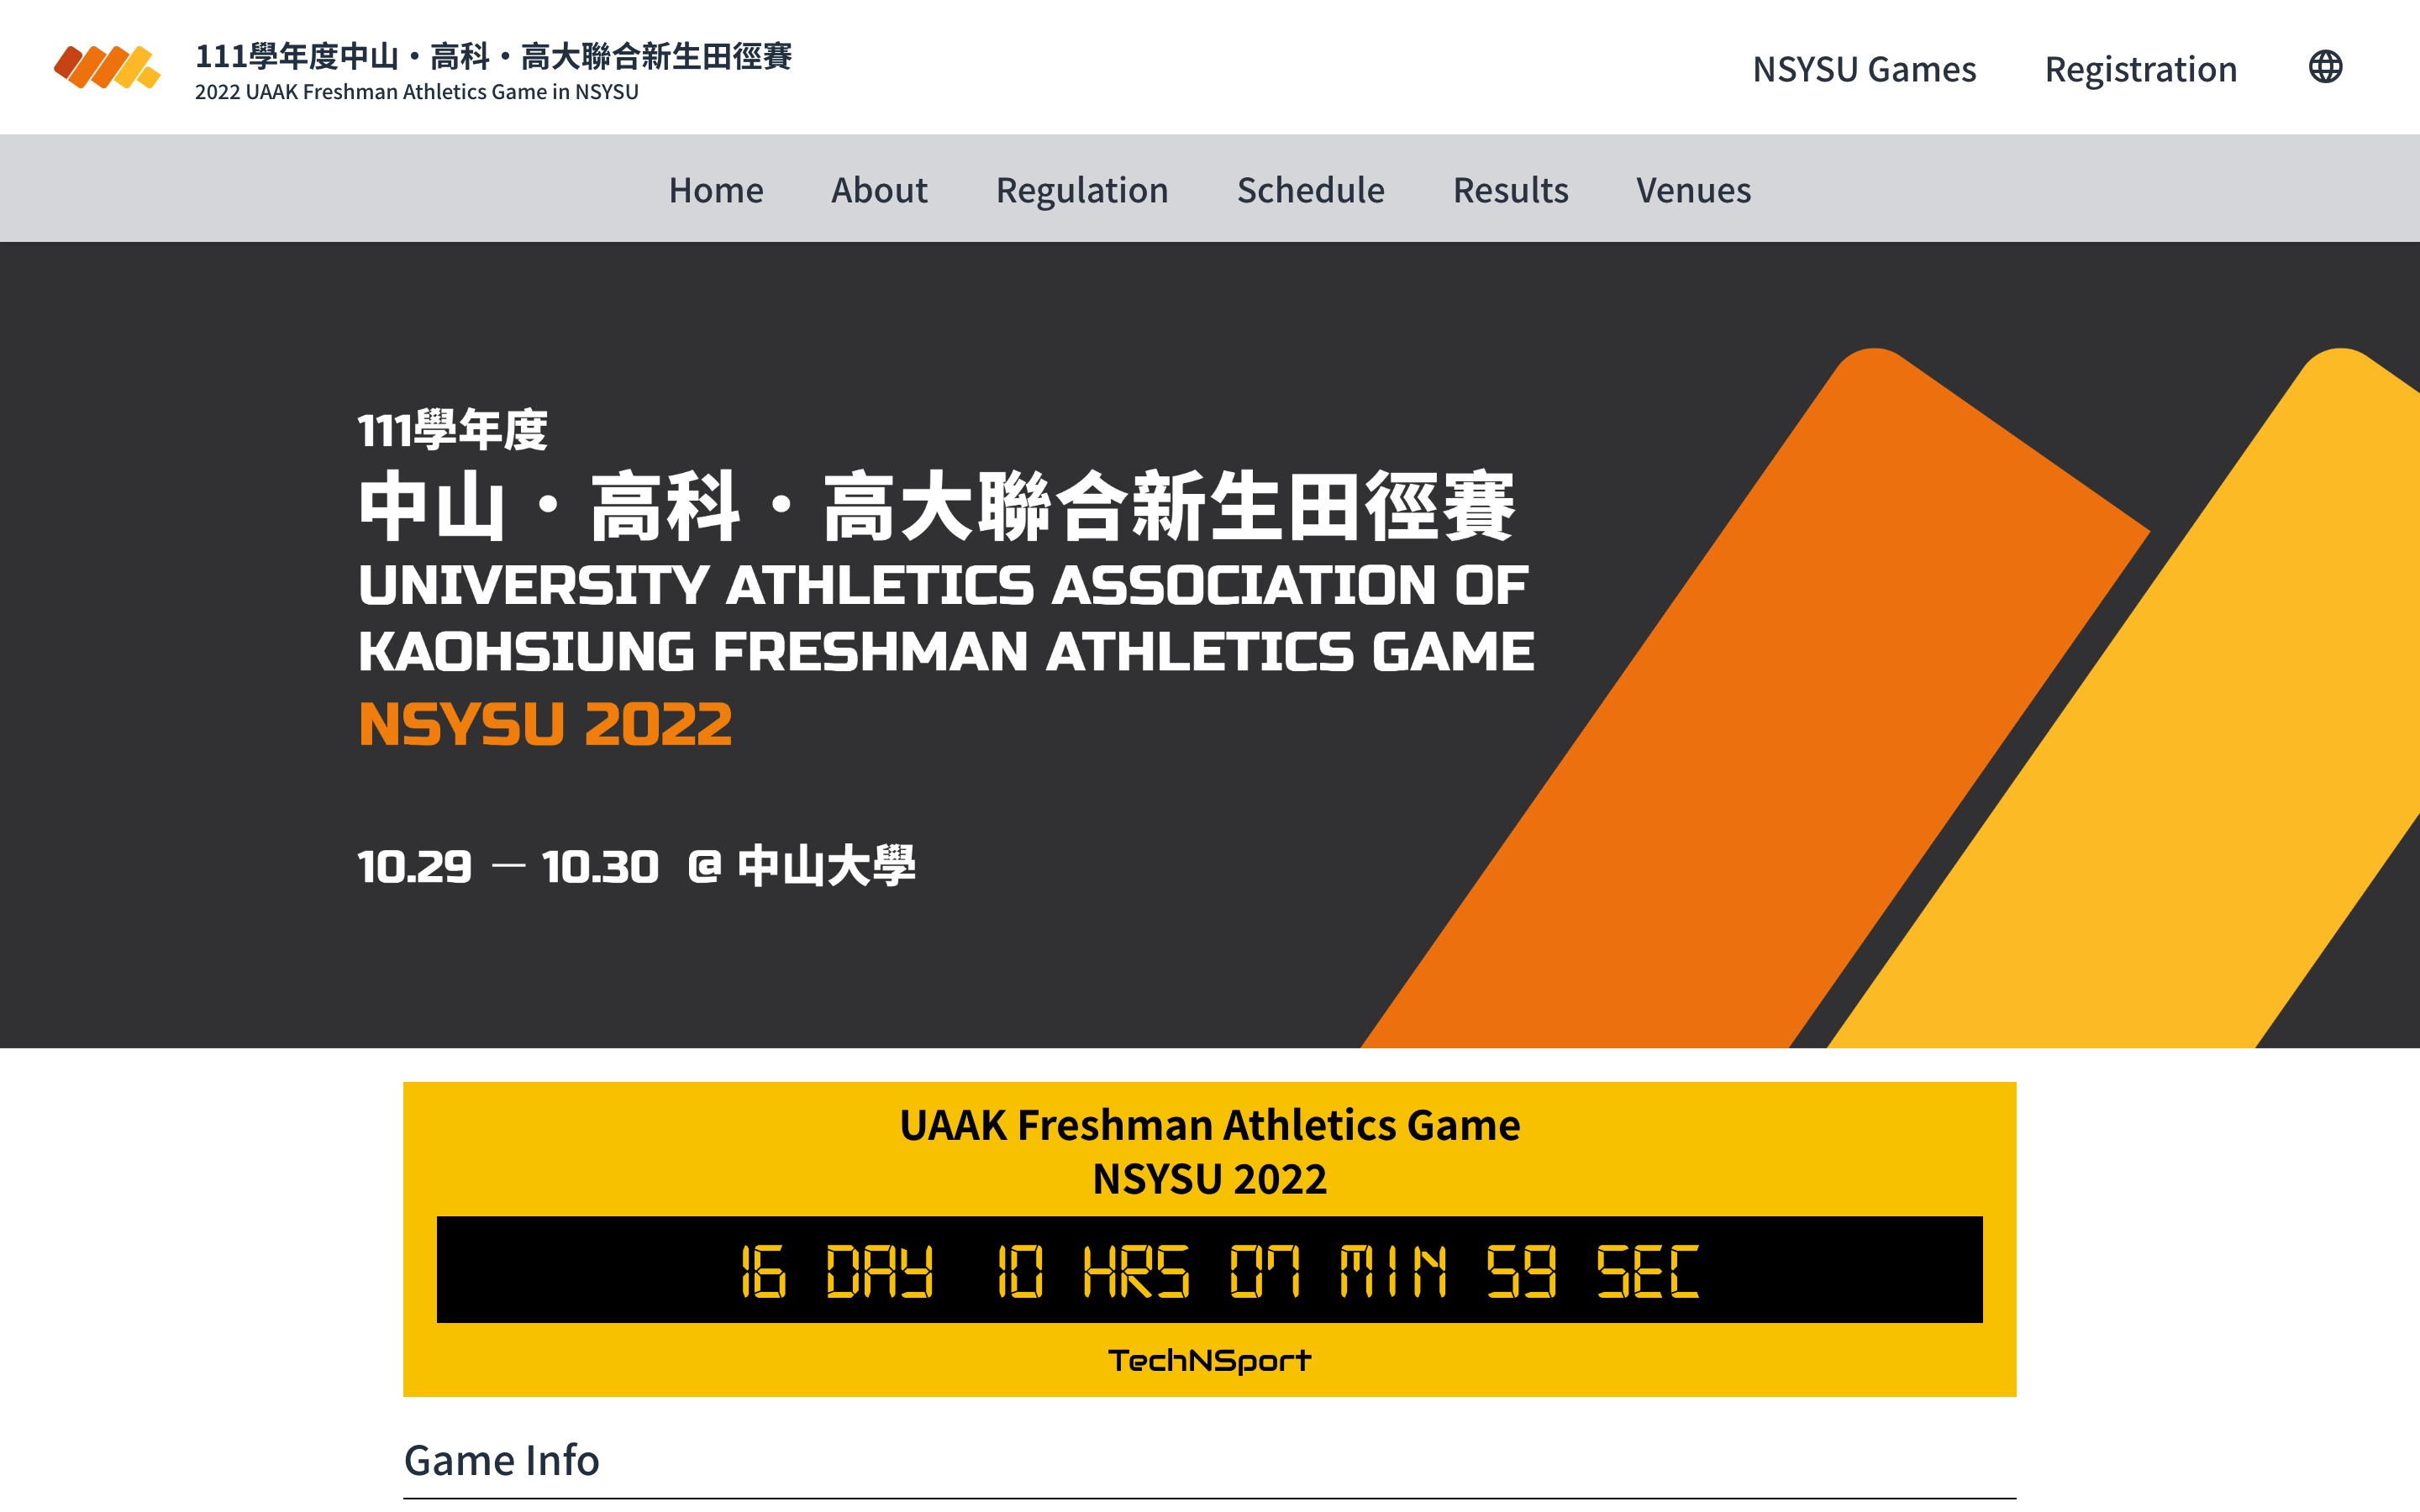 111學年度中山・高科・高大聯合新生田徑賽
2022 UAAK Freshman Athletics Game in NSYSU
NSYSU Games
Registration
Home
About
Regulation
Schedule
Results
Venues
111學年度
中山・高科・高大聯合新生田徑賽
UNIVERSITY ATHLETICS ASSOCIATION OF
KAOHSIUNG FRESHMAN ATHLETICS GAME
NSYSU 2022
10.29 — 10.30 @ 中山大學
UAAK Freshman Athletics Game
NSYSU 2022
16 DAY 10 HRS 07 MIN 59 SEC
TechNSport
Game Info